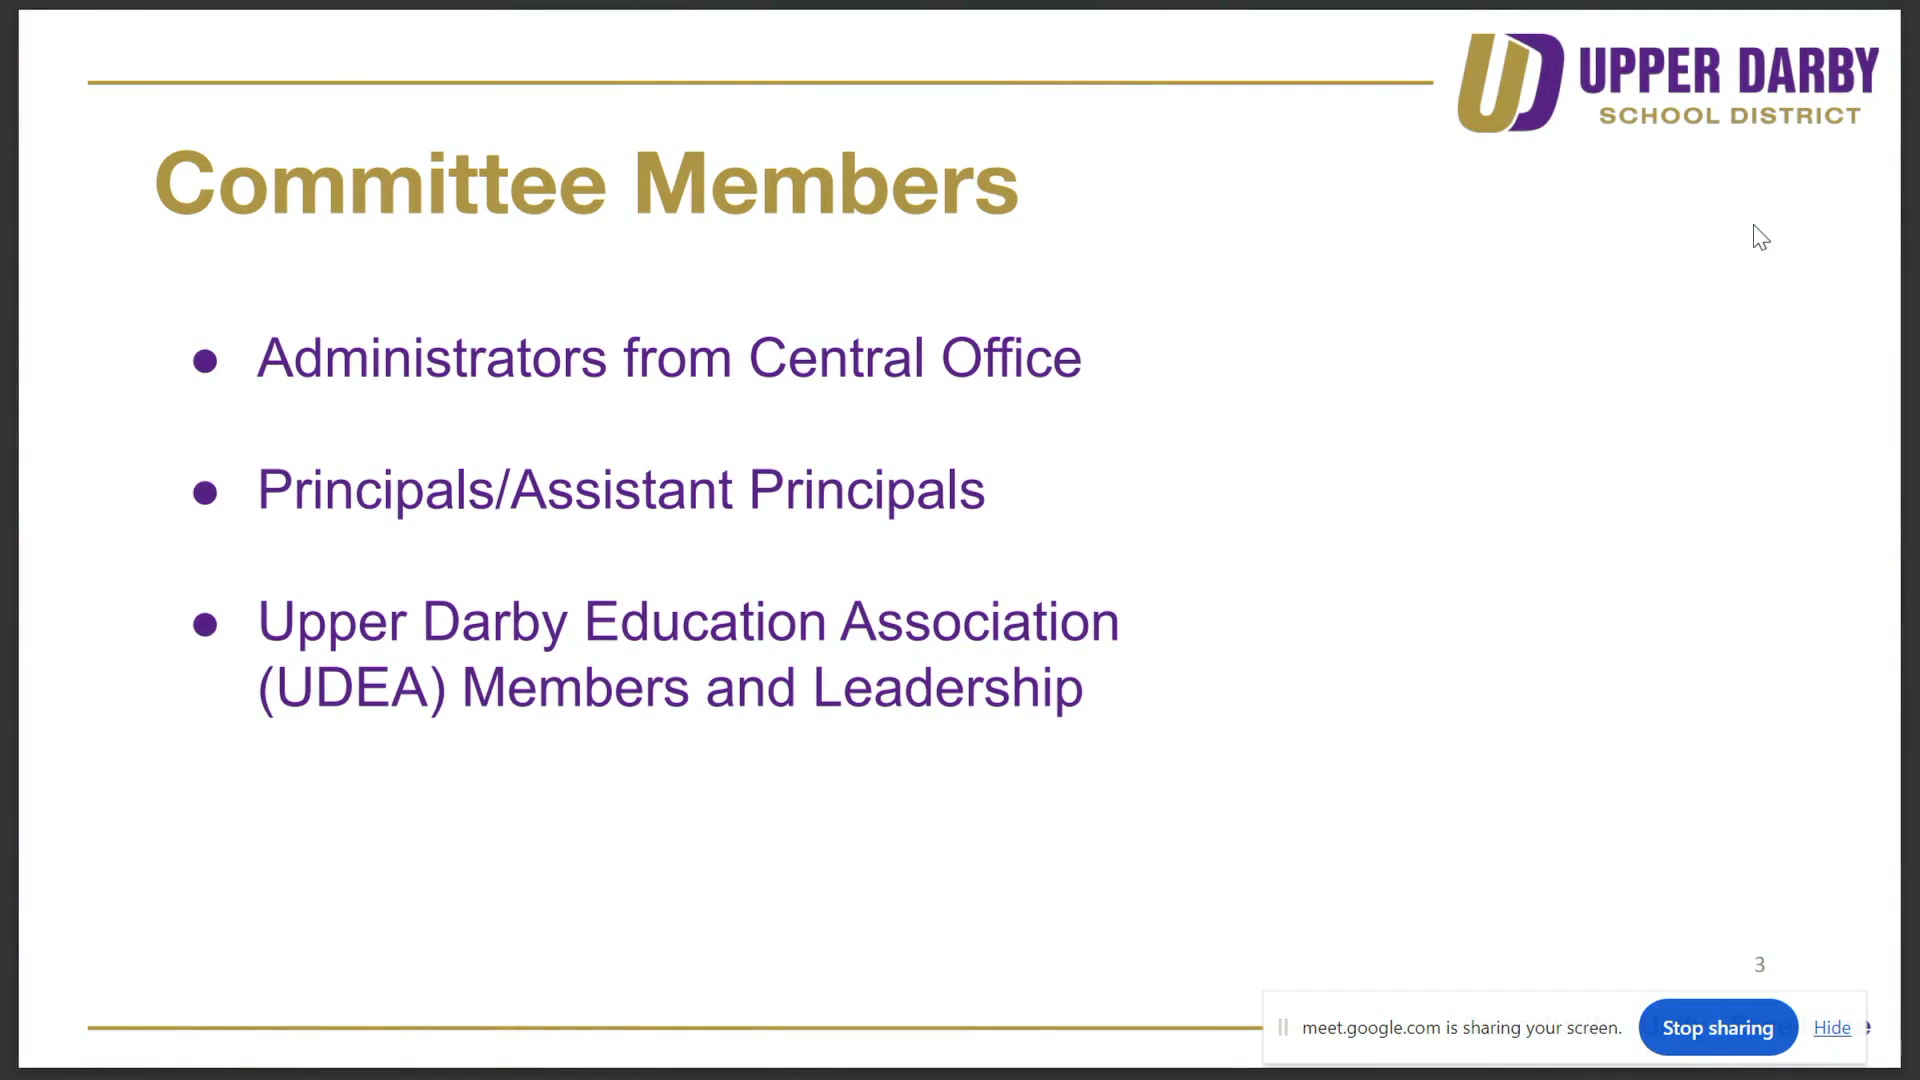 UD UPPER DARBY
SCHOOL DISTRICT
Committee Members
● Administrators from Central Office
● Principals/Assistant Principals
● Upper Darby Education Association
(UDEA) Members and Leadership
3
meet.google.com is sharing your screen. Stop sharing Hide